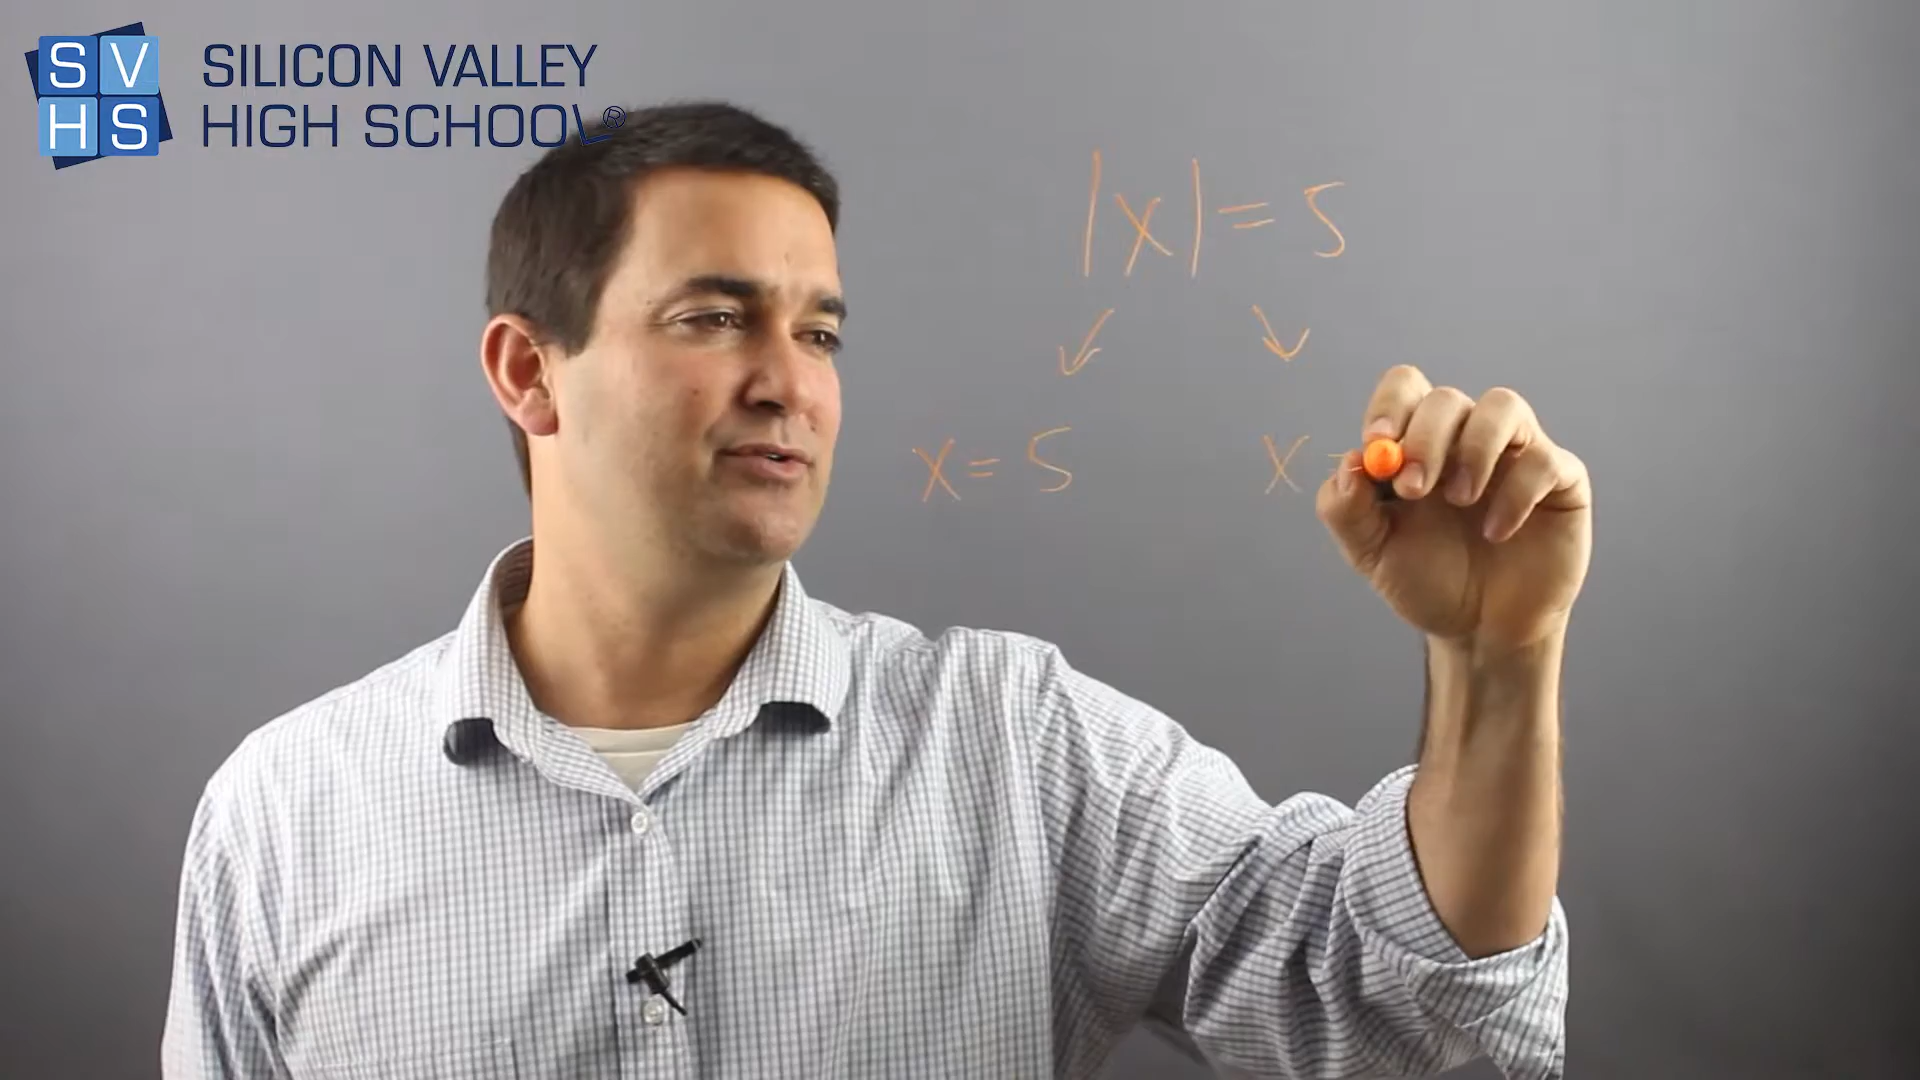 SV
HS
SILICON VALLEY
HIGH SCHOOL®
|x| = 5
x = 5
x =